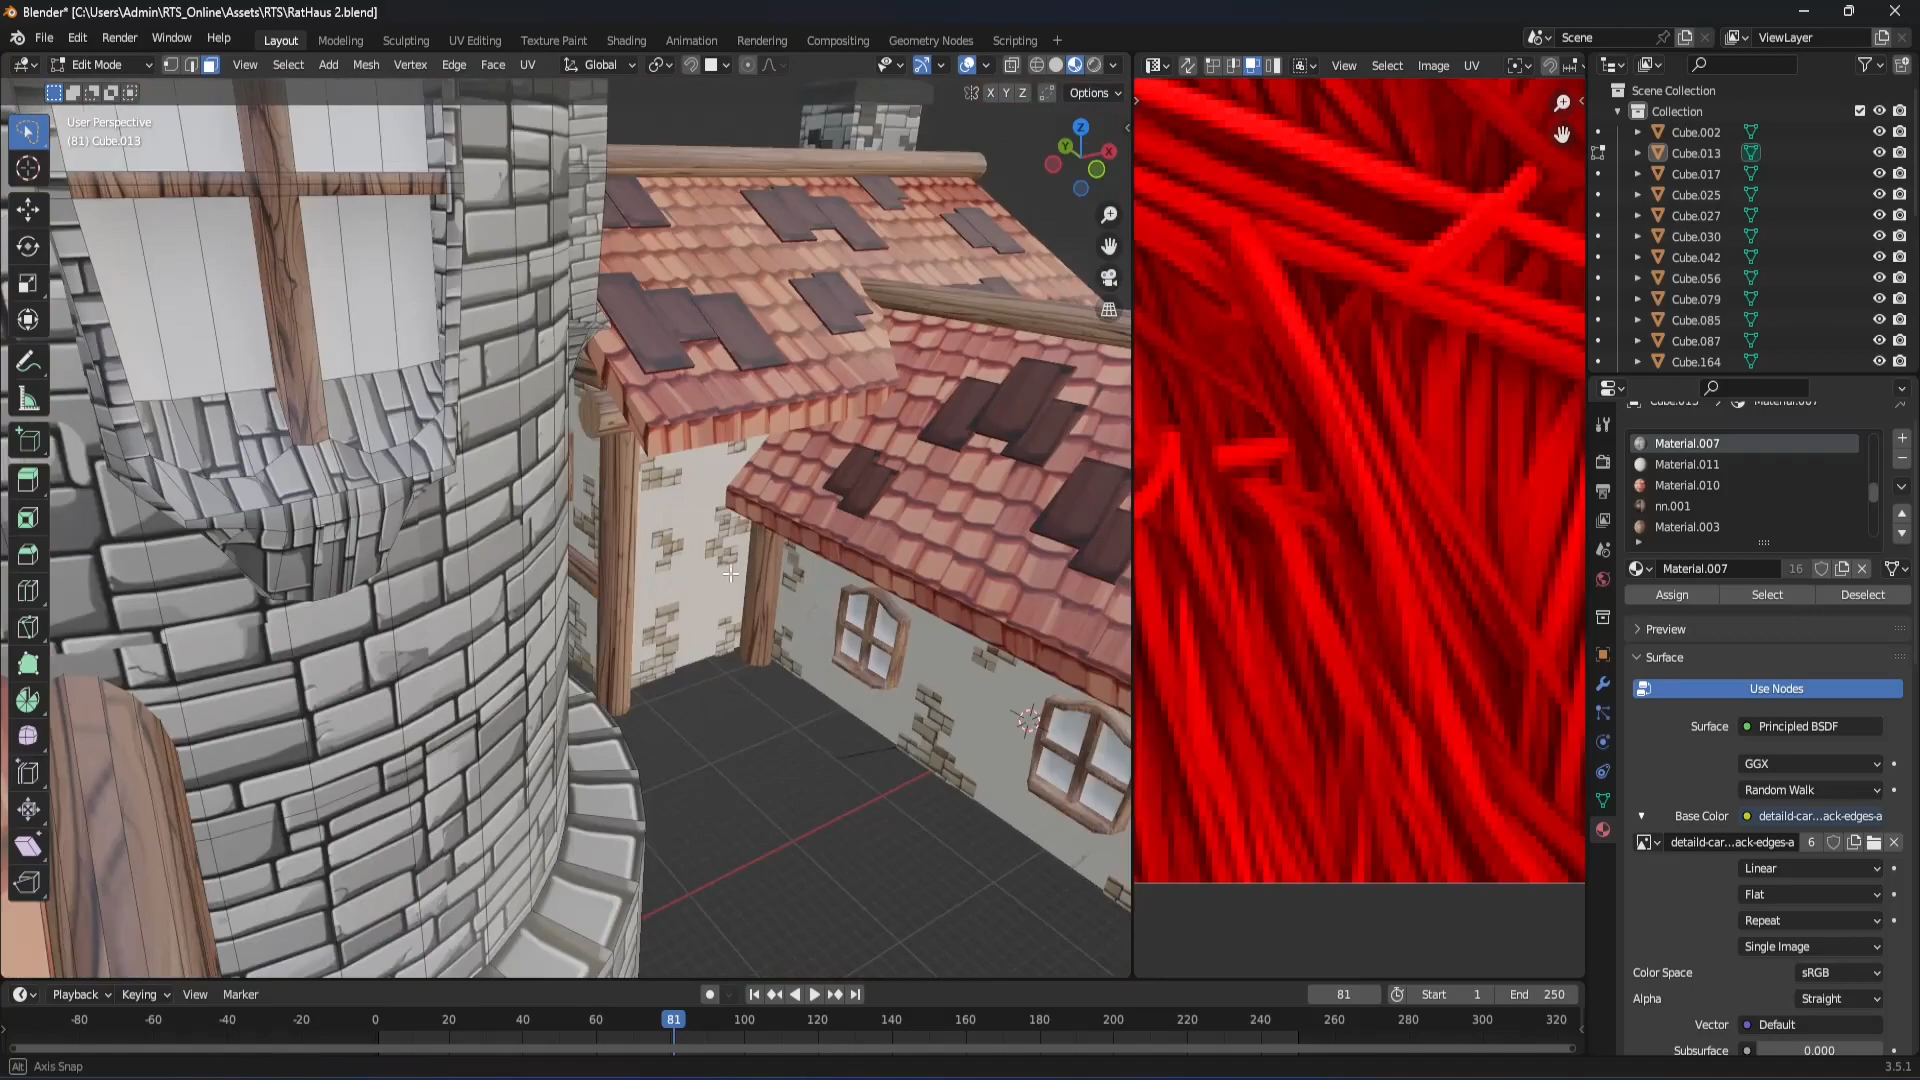 Blender* [C:\Users\Admin\RTS_Online\Assets\RTS\RatHaus 2.blend]
File Edit Render Window Help
Layout Modeling Sculpting UV Editing Texture Paint Shading Animation Rendering Compositing Geometry Nodes Scripting +
Scene
ViewLayer
Edit Mode View Select Add Mesh Vertex Edge Face UV Global
View Select Image UV
X Y Z Options
User Perspective
(81) Cube.013
Z
Y
X
Scene Collection
Collection
Cube.002
Cube.013
Cube.017
Cube.025
Cube.027
Cube.030
Cube.042
Cube.056
Cube.079
Cube.085
Cube.087
Cube.164
Material.007
Material.011
Material.010
nn.001
Material.003
Material.007 16
Assign Select Deselect
Preview
Surface
Use Nodes
Surface Principled BSDF
GGX
Random Walk
Base Color detaild-car...ack-edges-a
detaild-car...ack-edges-a 6
Linear
Flat
Repeat
Single Image
Color Space sRGB
Alpha Straight
Vector Default
Subsurface 0.000
Playback Keying View Marker
81 Start 1 End 250
-80 -60 -40 -20 0 20 40 60 81 100 120 140 160 180 200 220 240 260 280 300 320
Alt Axis Snap
3.5.1